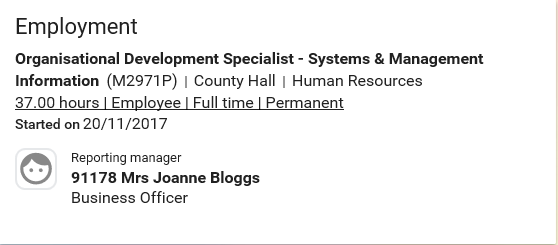 Employment
Organisational Development Specialist - Systems & Management
Information (M2971P) | County Hall | Human Resources
37.00 hours | Employee | Full time | Permanent
Started on 20/11/2017
Reporting manager
91178 Mrs Joanne Bloggs
Business Officer